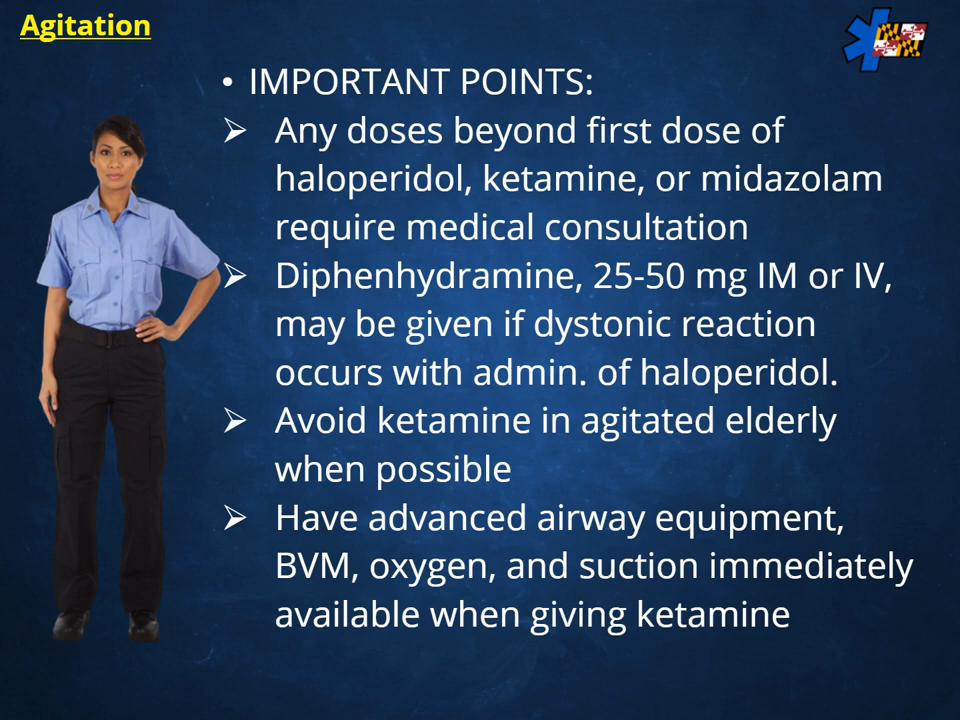 Agitation
• IMPORTANT POINTS:
➢ Any doses beyond first dose of
haloperidol, ketamine, or midazolam
require medical consultation
➢ Diphenhydramine, 25-50 mg IM or IV,
may be given if dystonic reaction
occurs with admin. of haloperidol.
➢ Avoid ketamine in agitated elderly
when possible
➢ Have advanced airway equipment,
BVM, oxygen, and suction immediately
available when giving ketamine